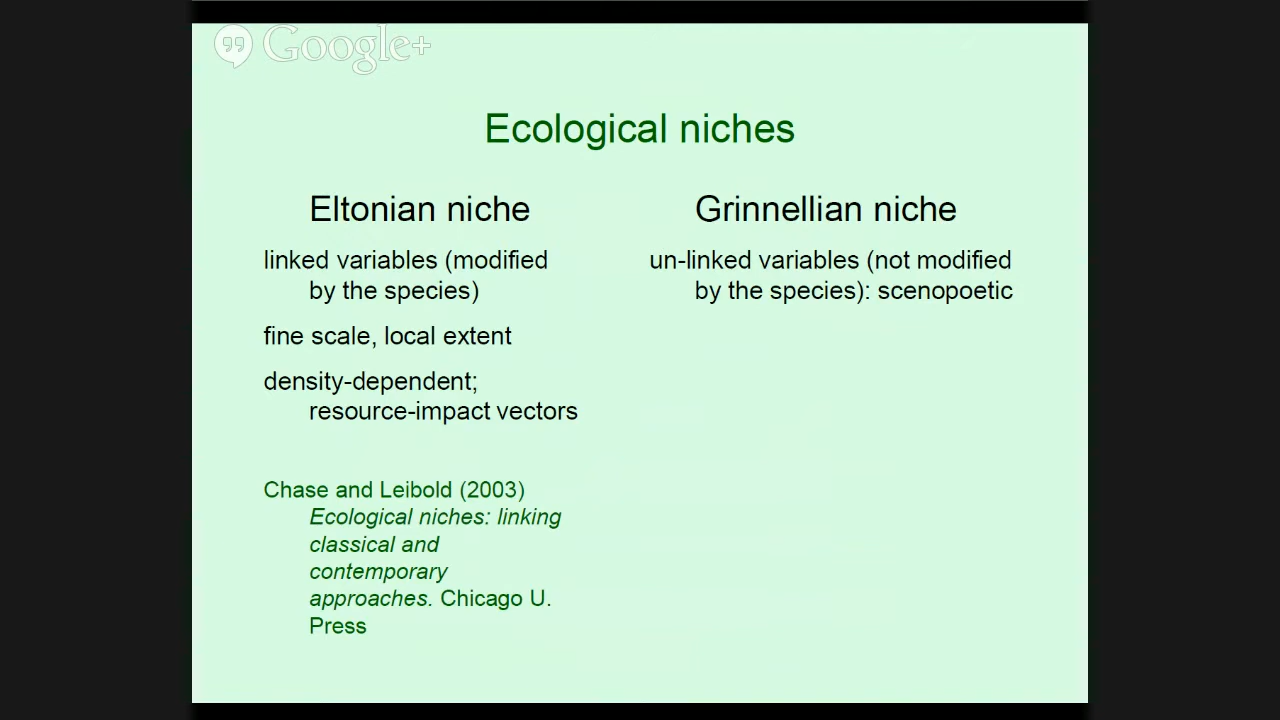 Google+
Ecological niches
Eltonian niche
linked variables (modified
by the species)
fine scale, local extent
density-dependent;
resource-impact vectors
Chase and Leibold (2003)
Ecological niches: linking
classical and
contemporary
approaches. Chicago U.
Press
Grinnellian niche
un-linked variables (not modified
by the species): scenopoetic